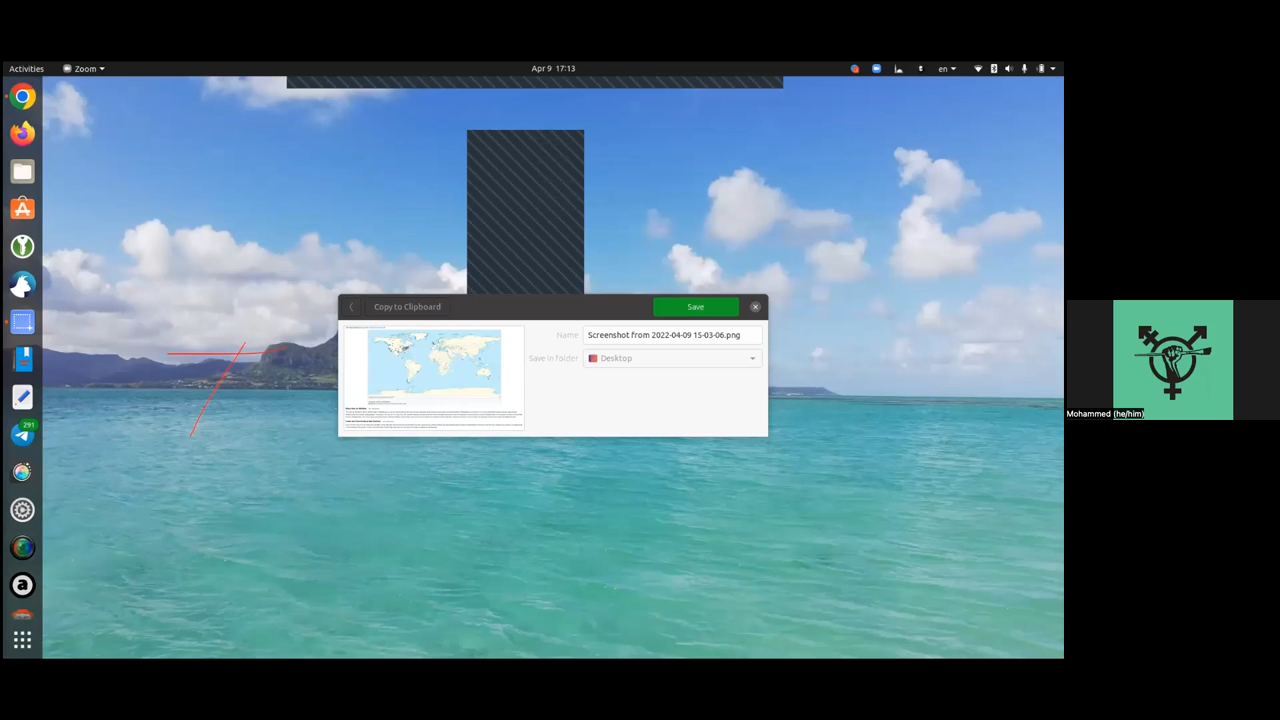 Activities
Zoom
Apr 9 17:13
en
Copy to Clipboard
Save
Name
Screenshot from 2022-04-09 15-03-06.png
Save in folder
Desktop
291
a
Mohammed (he/him)